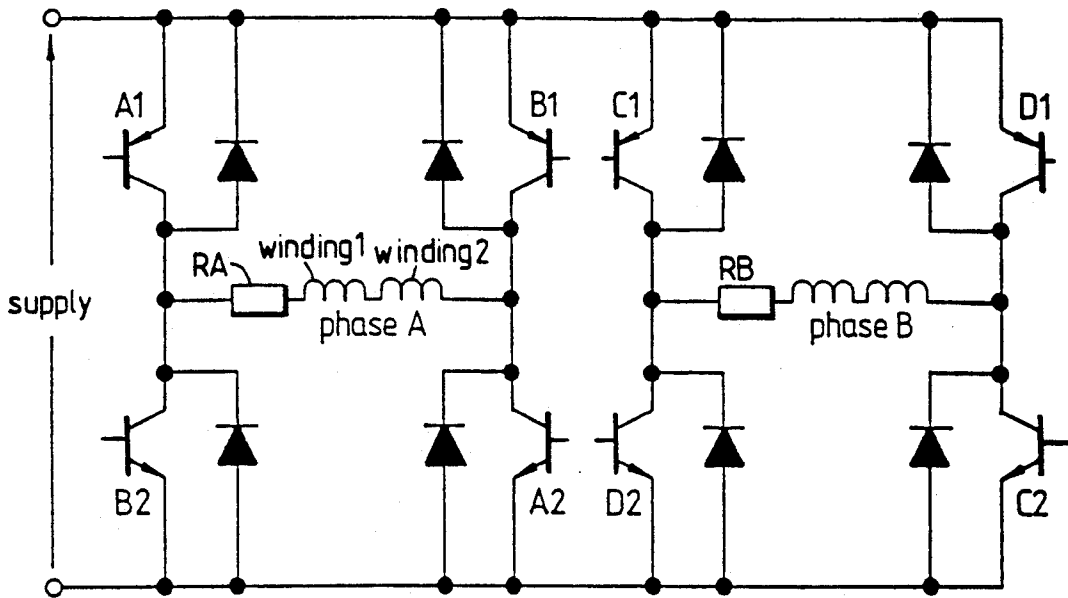 A1
B1
C1
D1
winding1
winding2
RA
RB
supply
phase A
phase B
B2
A2
D2
C2